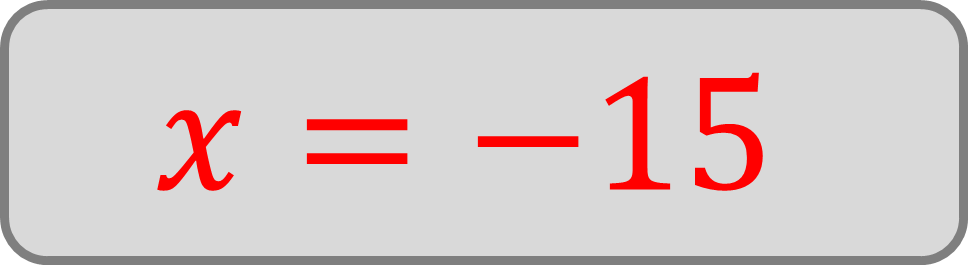 x = −15